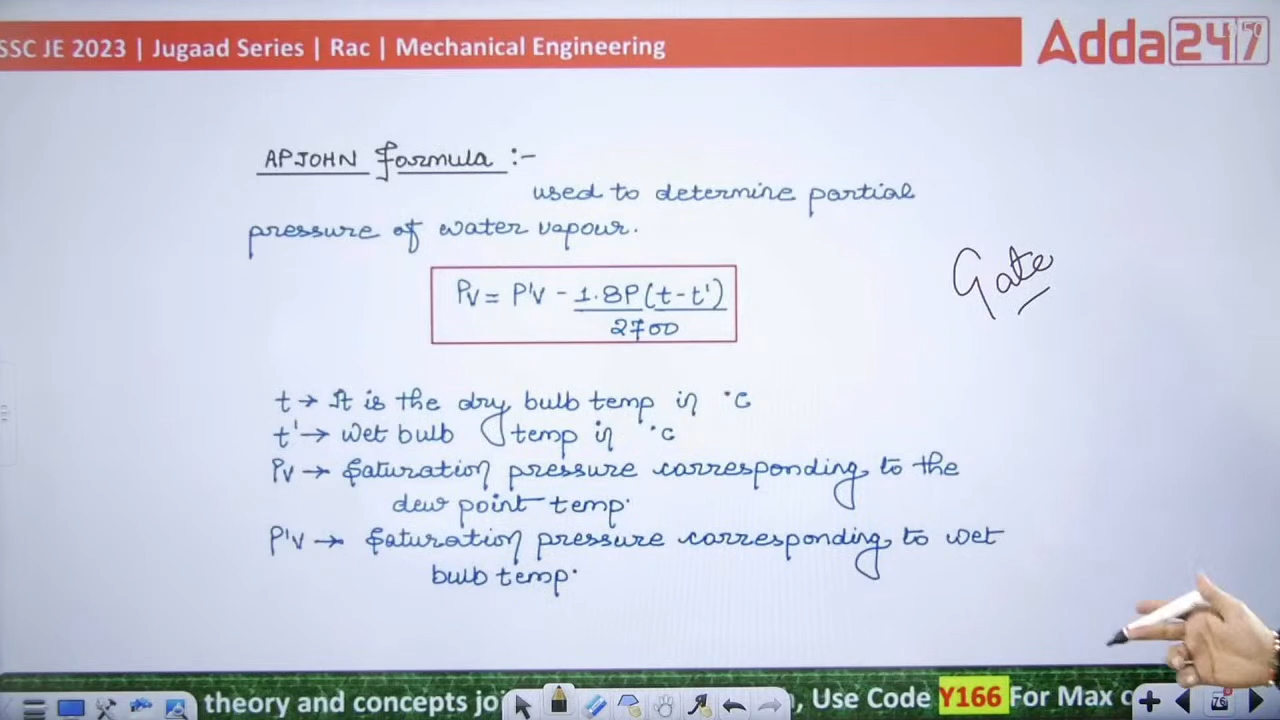 SSC JE 2023 | Jugaad Series | Rac | Mechanical Engineering
Adda247
APJOHN formula :-
used to determine partial
pressure of water vapour.
Pv = P'v - 1.8P(t-t')
2700
Gate
t → It is the dry bulb temp in °C
t' → wet bulb temp in °C
Pv → Saturation pressure corresponding to the
dew point temp.
P'v → Saturation pressure corresponding to wet
bulb temp.
theory and concepts joi
, Use Code Y166 For Max